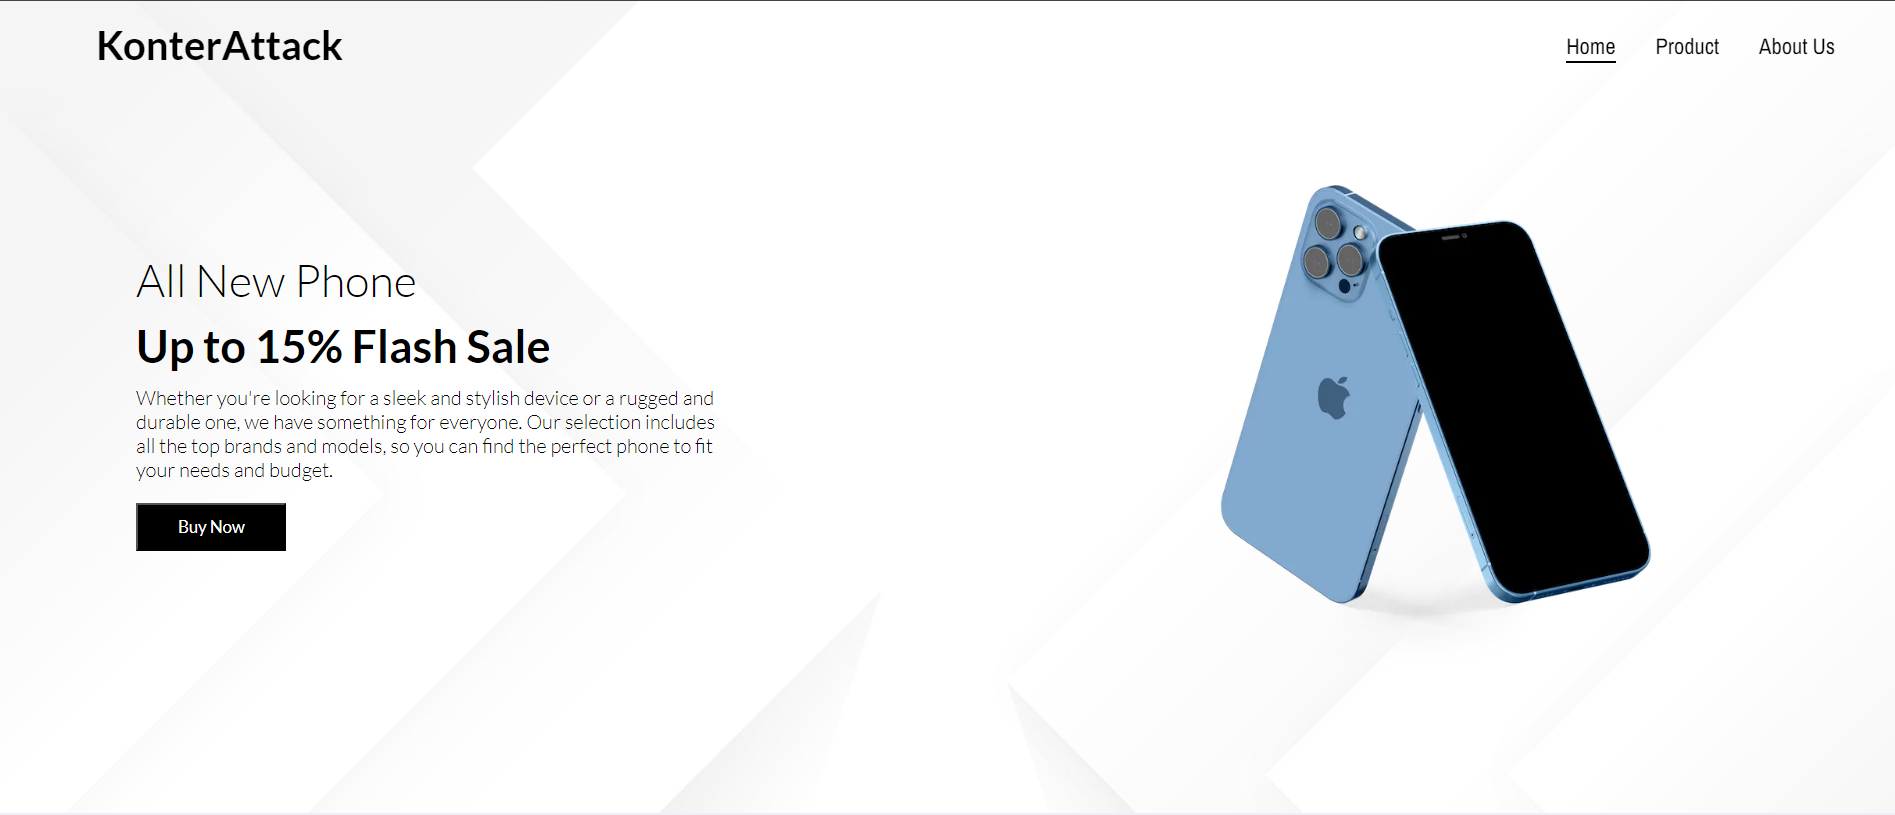 KonterAttack
Home
Product
About Us
All New Phone
Up to 15% Flash Sale
Whether you're looking for a sleek and stylish device or a rugged and
durable one, we have something for everyone. Our selection includes
all the top brands and models, so you can find the perfect phone to fit
your needs and budget.
Buy Now